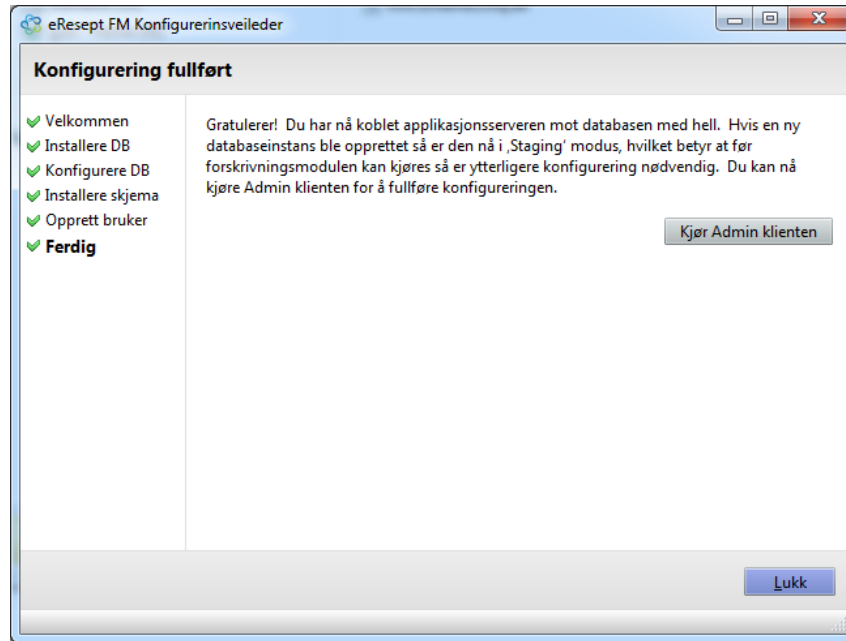 eResept FM Konfigurerinsveileder
Konfigurering fullført
Velkommen
Installere DB
Konfigurere DB
Installere skjema
Opprett bruker
Ferdig
Gratulerer!  Du har nå koblet applikasjonsserveren mot databasen med hell.  Hvis en ny
databaseinstans ble opprettet så er den nå i ‚Staging‘ modus, hvilket betyr at før
forskrivningsmodulen kan kjøres så er ytterligere konfigurering nødvendig.  Du kan nå
kjøre Admin klienten for å fullføre konfigureringen.
Kjør Admin klienten
Lukk